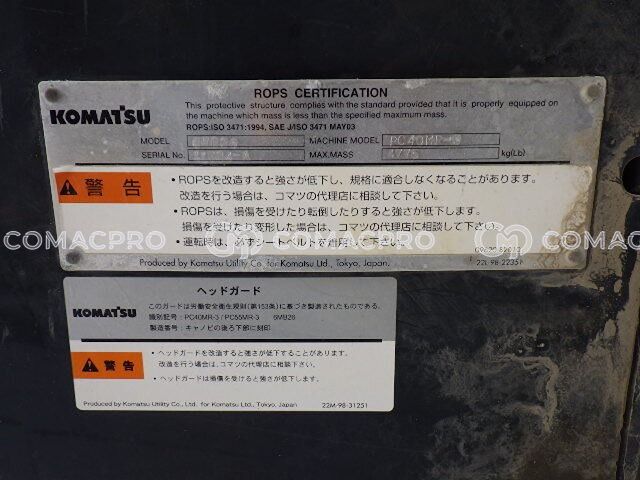 ROPS CERTIFICATION
This protective structure complies with the standard provided that it is properly equipped on
the machine which mass is less than the specified maximum mass.
ROPS:ISO 3471:1994, SAE J/ISO 3471 MAY03
KOMATSU
MODEL MACHINE MODEL PC40MR-3
SERIAL No. MAX.MASS kg(Lb)
警告
•ROPSを改造すると強さが低下し、規格に適合しなくなることがあります。
改造を行う場合は、コマツの代理店に相談して下さい。
•ROPSは、損傷を受けたり転倒したりすると強さが低下します。
損傷を受けたり変形した場合は、コマツの代理店に相談して下さい。
•運転時は、必ずシートベルトを着用して下さい。
Produced by Komatsu Utility Co. for Komatsu Ltd., Tokyo, Japan.
22L-98-22351
COMACPRO COMACPRO COMACPRO
KOMATSU
ヘッドガード
このガードは労働安全衛生規則(第153条)に基づき製造されたものである。
識別記号:PC40MR-3 / PC55MR-3 6MB26
製造番号:キャノピの後ろ下部に刻印
警告
•ヘッドガードを改造すると強さが低下することがあります。
改造を行う場合は、コマツの代理店に相談して下さい。
•ヘッドガードは損傷を受けると強さが低下します。
Produced by Komatsu Utility Co., Ltd. for Komatsu Ltd., Tokyo, Japan
22M-98-31251